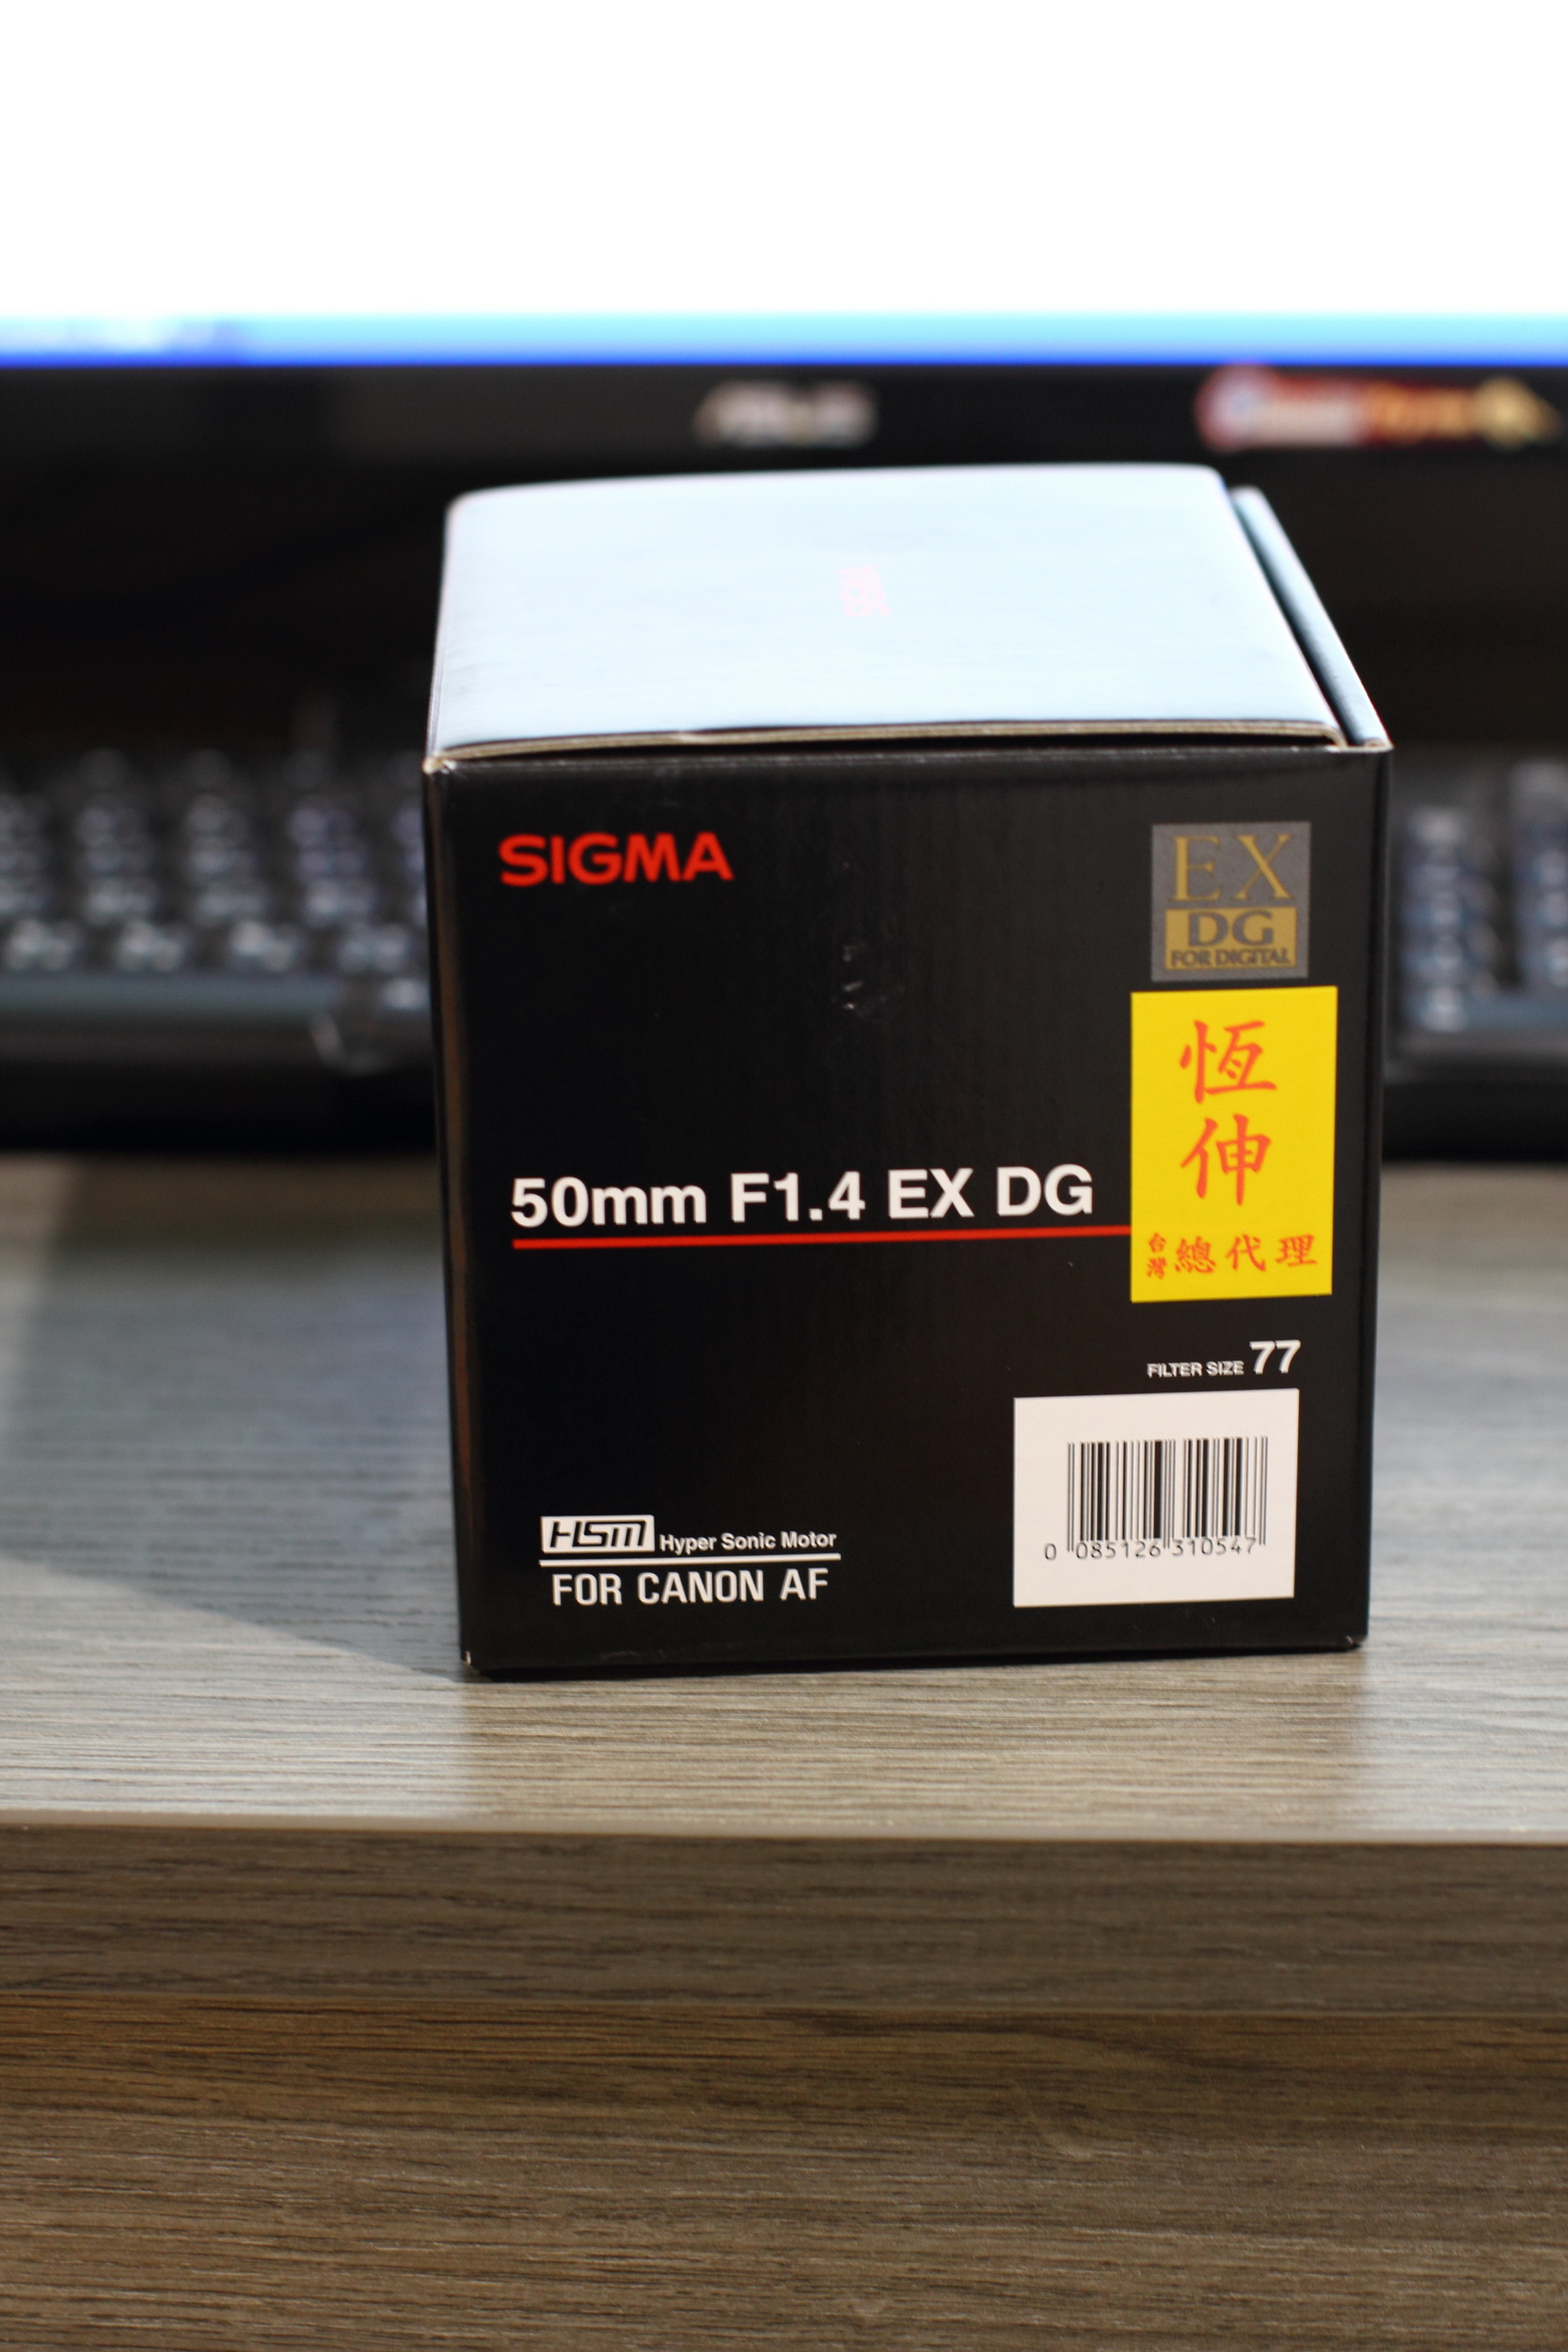 SIGMA
EX
DG
FOR DIGITAL
恆
伸
台灣總代理
50mm F1.4 EX DG
FILTER SIZE 77
HSM Hyper Sonic Motor
FOR CANON AF
0 085126 310547